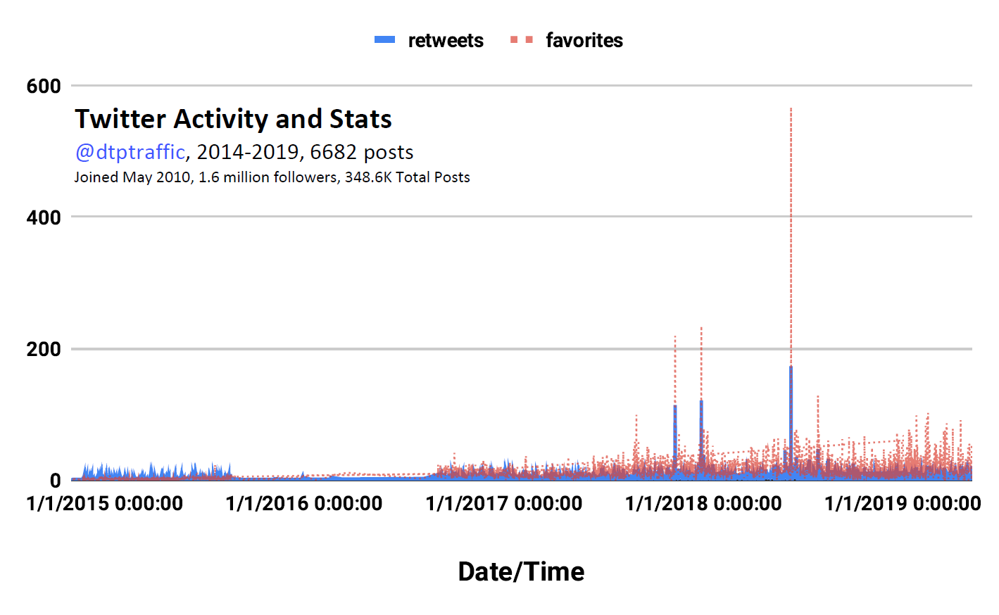 retweets favorites
600
Twitter Activity and Stats
@dtptraffic, 2014-2019, 6682 posts
Joined May 2010, 1.6 million followers, 348.6K Total Posts
400
200
0
1/1/2015 0:00:00 1/1/2016 0:00:00 1/1/2017 0:00:00 1/1/2018 0:00:00 1/1/2019 0:00:00
Date/Time